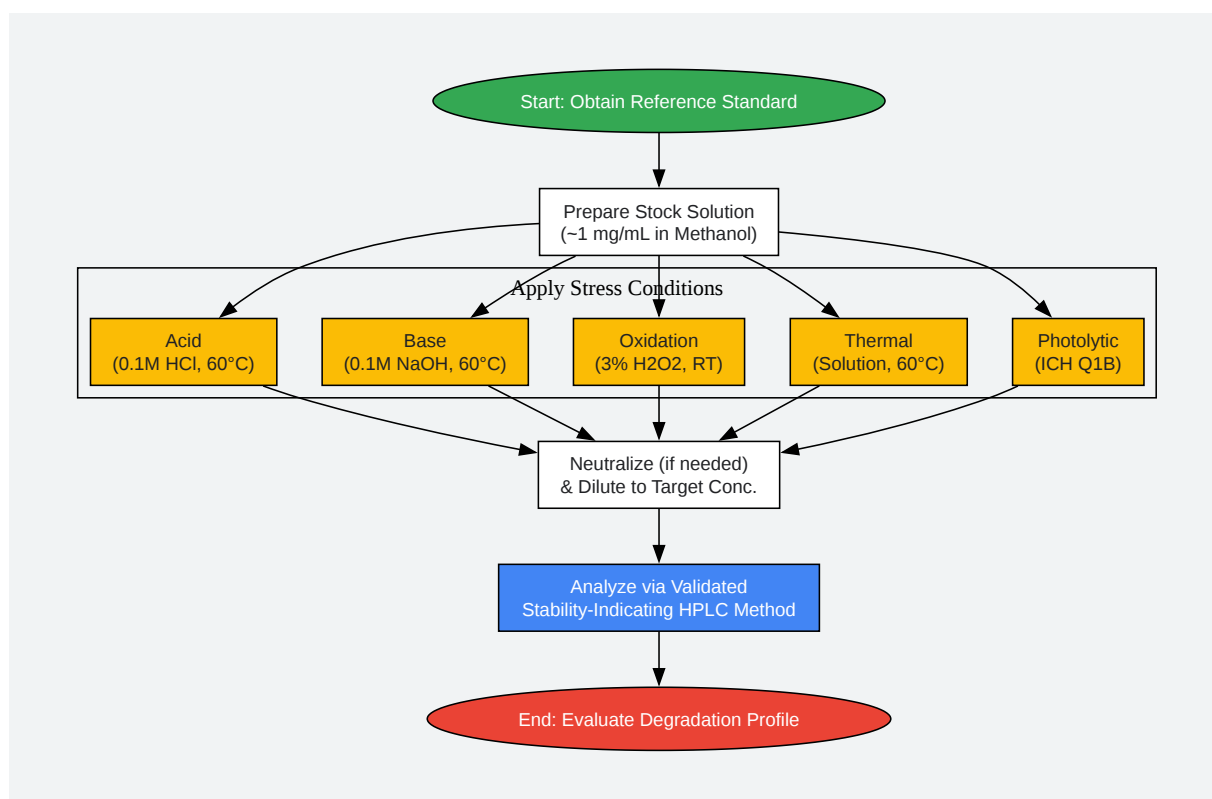 Start: Obtain Reference Standard
Prepare Stock Solution
(~1 mg/mL in Methanol)
Apply Stress Conditions
Acid
(0.1M HCl, 60°C)
Base
(0.1M NaOH, 60°C)
Oxidation
(3% H2O2, RT)
Thermal
(Solution, 60°C)
Photolytic
(ICH Q1B)
Neutralize (if needed)
& Dilute to Target Conc.
Analyze via Validated
Stability-Indicating HPLC Method
End: Evaluate Degradation Profile